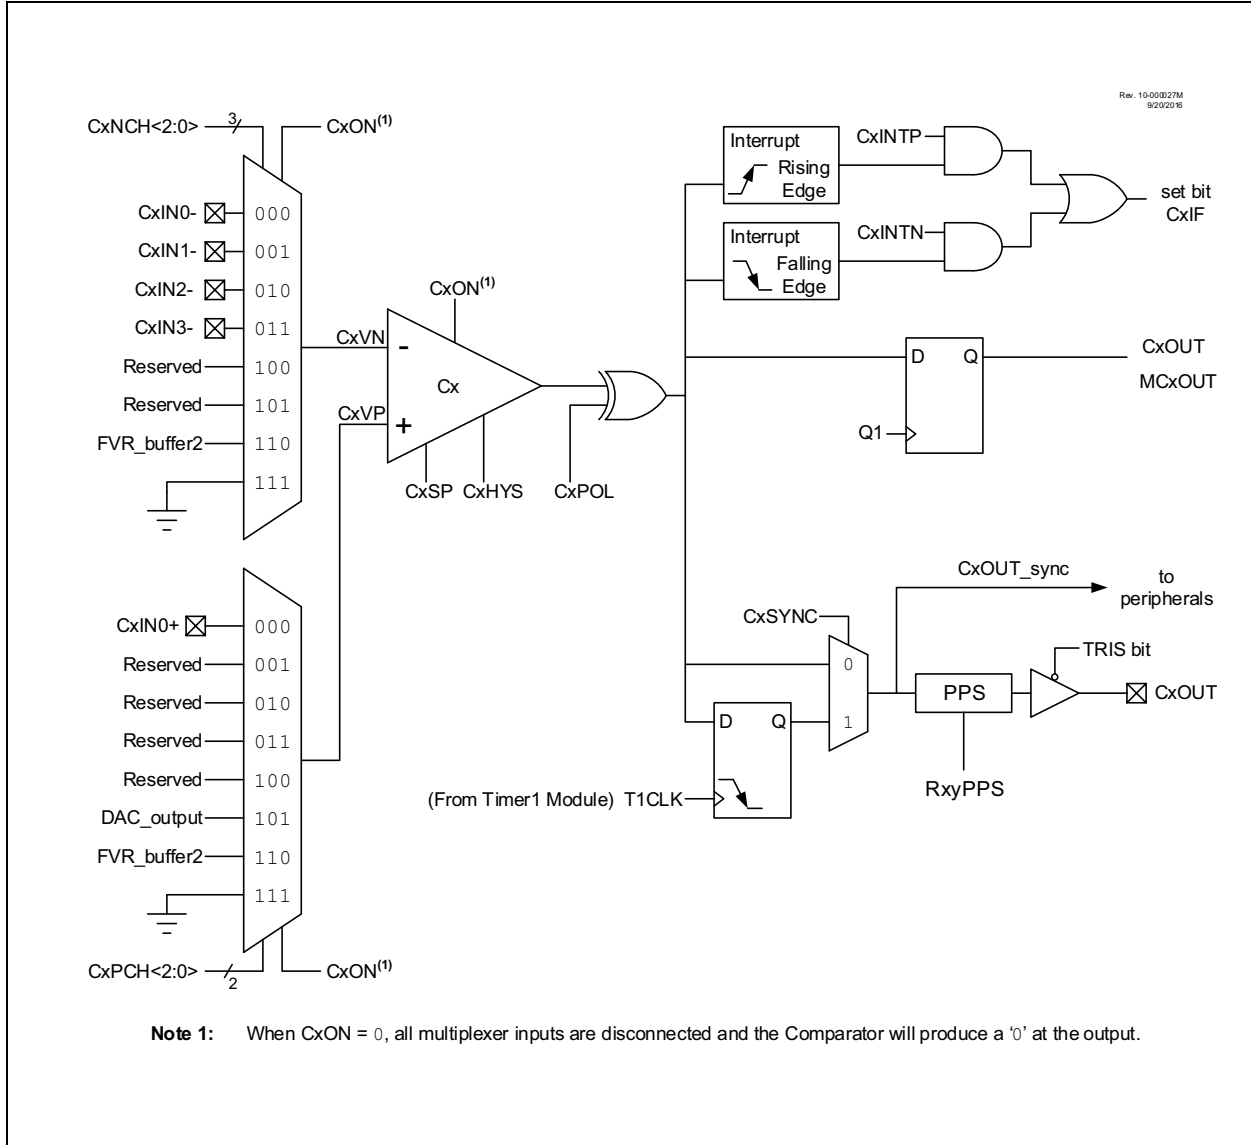 Rev. 10-000027M
9/20/2016
CxNCH<2:0>
3
CxON(1)
CxIN0-
000
CxIN1-
001
CxIN2-
010
CxIN3-
011
Reserved
100
Reserved
101
FVR_buffer2
110
111
CxVN
CxVP
CxON(1)
-
Cx
+
CxSP
CxHYS
CxPOL
Interrupt
Rising
Edge
CxINTP
Interrupt
Falling
Edge
CxINTN
set bit
CxIF
D
Q
Q1
CxOUT
MCxOUT
CxIN0+
000
Reserved
001
Reserved
010
Reserved
011
Reserved
100
DAC_output
101
FVR_buffer2
110
111
CxPCH<2:0>
2
CxON(1)
CxOUT_sync
to
peripherals
CxSYNC
0
1
D
Q
(From Timer1 Module) T1CLK
PPS
RxyPPS
TRIS bit
CxOUT
Note 1: When CxON = 0, all multiplexer inputs are disconnected and the Comparator will produce a ‘0’ at the output.